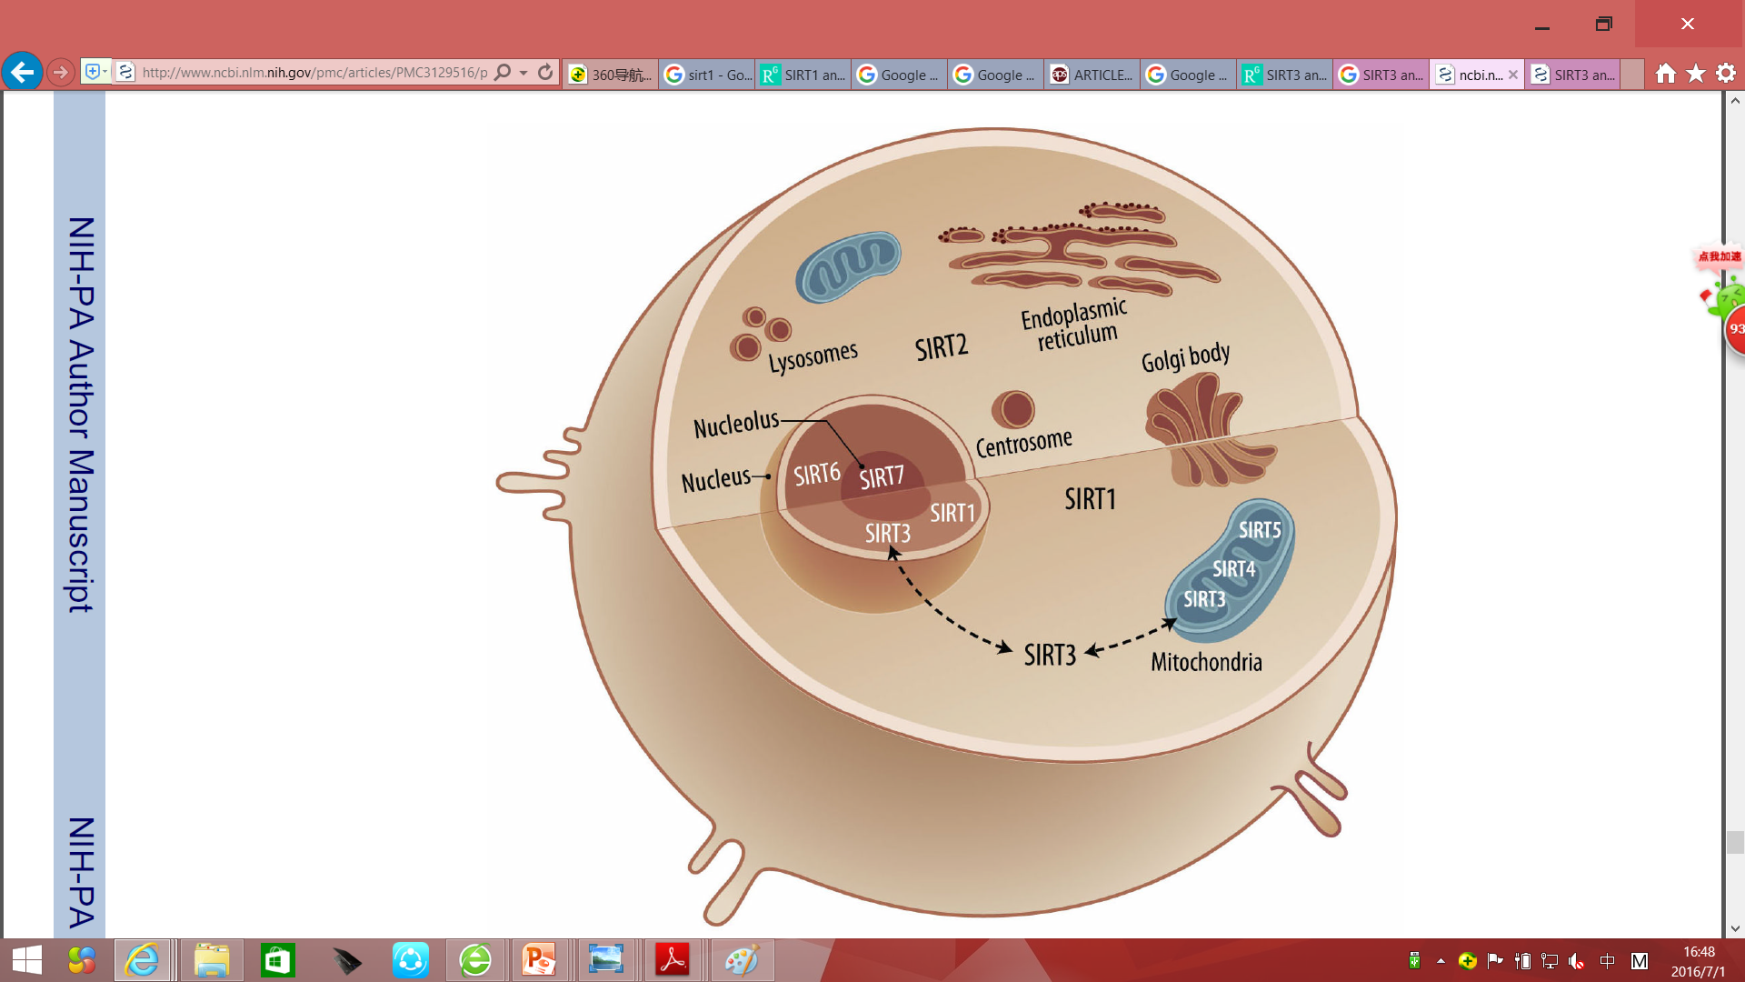 http://www.ncbi.nlm.nih.gov/pmc/articles/PMC3129516/p
360导航...
sirt1 - Go...
SIRT1 an...
Google ...
Google ...
ARTICLE...
Google ...
SIRT3 an...
SIRT3 an...
ncbi.n...
SIRT3 an...
NIH-PA Author Manuscript
NIH-PA
Endoplasmic
reticulum
Lysosomes
SIRT2
Golgi body
Nucleolus
Centrosome
Nucleus
SIRT6
SIRT7
SIRT1
SIRT1
SIRT3
SIRT5
SIRT4
SIRT3
SIRT3
Mitochondria
点我加速
93
中
M
16:48
2016/7/1